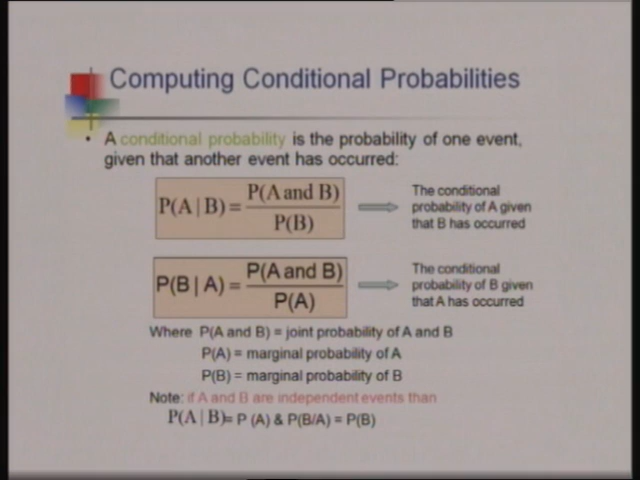 Computing Conditional Probabilities
• A conditional probability is the probability of one event,
given that another event has occurred:
P(A | B) = P(A and B) / P(B)
The conditional
probability of A given
that B has occurred
P(B | A) = P(A and B) / P(A)
The conditional
probability of B given
that A has occurred
Where P(A and B) = joint probability of A and B
P(A) = marginal probability of A
P(B) = marginal probability of B
Note: if A and B are independent events than
P(A | B)= P (A) & P(B/A) = P(B)